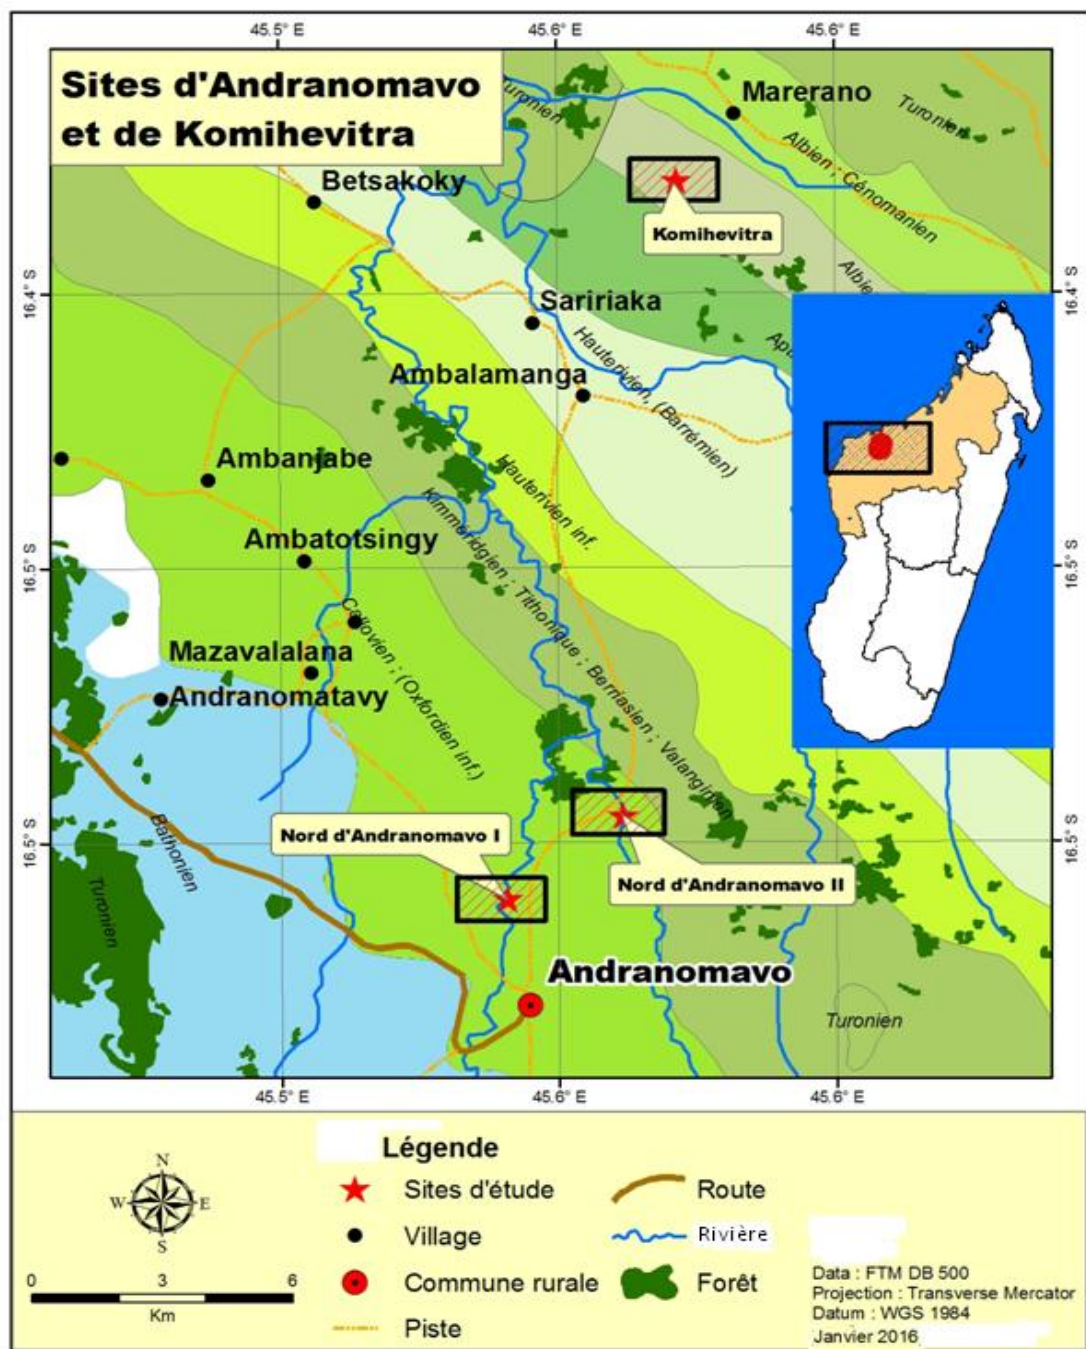 45.5° E
45.6° E
45.6° E
Sites d'Andranomavo
et de Komihevitra
Turonien
Marerano
Turonien
Albien ; Cénomanien
Betsakoky
Komihevitra
Albien
16.4° S
16.4° S
Saririaka
Hauterivien, (Barrémien)
Ambalamanga
Ambanjabe
Hauterivien inf.
Kimmeridgien ; Tithonique ; Berriasien ; Valanginien
Ambatotsingy
16.5° S
16.5° S
Callovien ; (Oxfordien inf.)
Mazavalalana
Andranomatavy
Bathonien
Turonien
Nord d'Andranomavo I
16.5° S
16.5° S
Nord d'Andranomavo II
Andranomavo
Turonien
45.5° E
45.6° E
45.6° E
Légende
N
W
E
S
Sites d'étude
Route
Village
Rivière
Commune rurale
Forêt
Piste
0
3
6
Km
Data : FTM DB 500
Projection : Transverse Mercator
Datum : WGS 1984
Janvier 2016